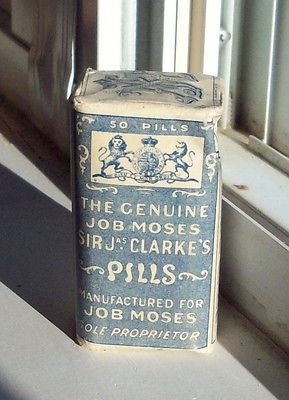 50 PILLS
THE GENUINE
JOB MOSES
SIR JAS CLARKE'S
PILLS
MANUFACTURED FOR
JOB MOSES
SOLE PROPRIETOR